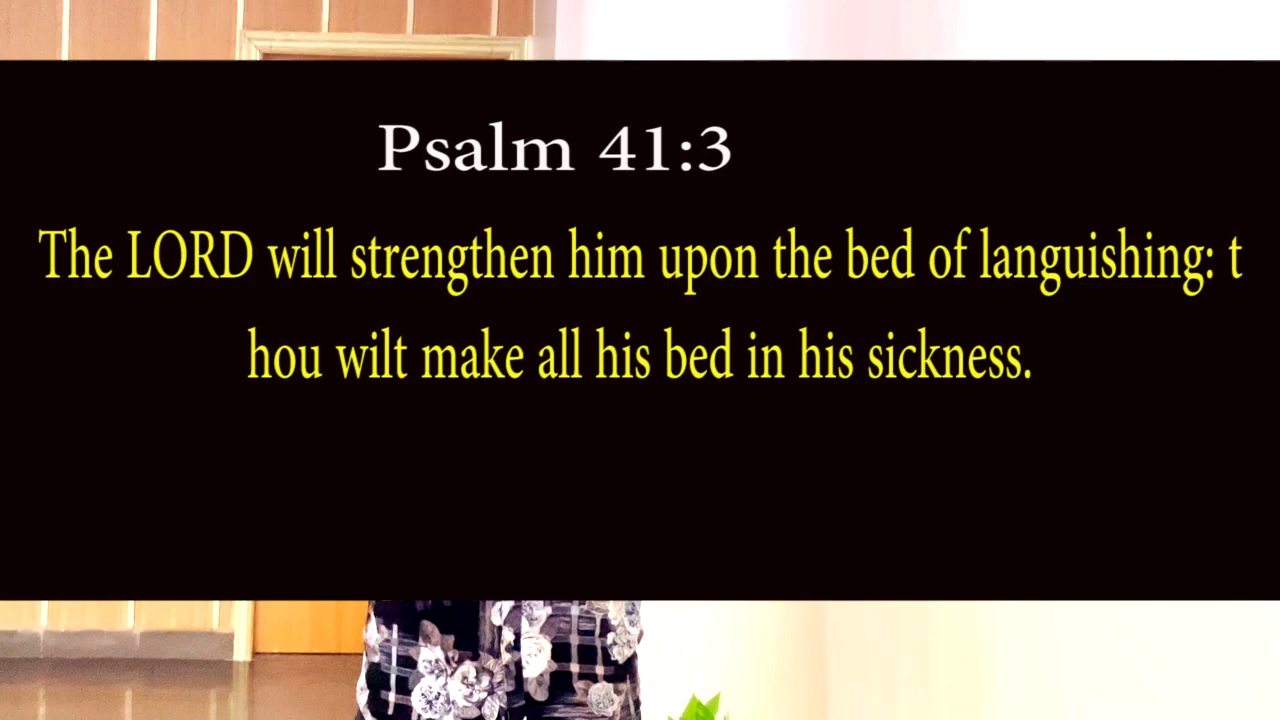 Psalm 41:3
The LORD will strengthen him upon the bed of languishing: t
hou wilt make all his bed in his sickness.